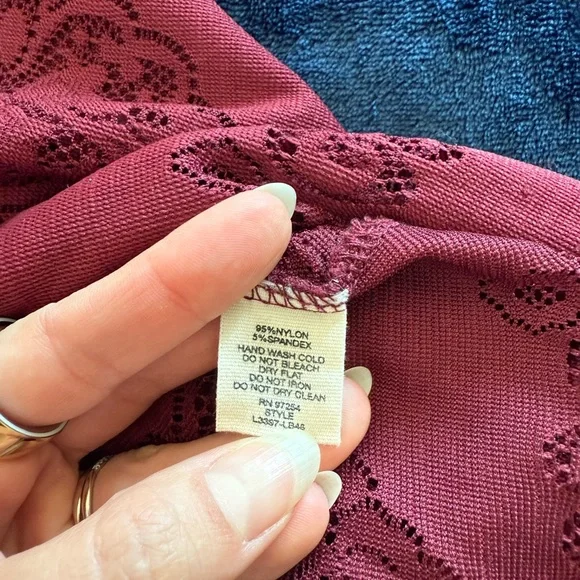 95%NYLON
5%SPANDEX
HAND WASH COLD
DO NOT BLEACH
DRY FLAT
DO NOT IRON
DO NOT DRY CLEAN
RN 97254
STYLE
L3397-LB48